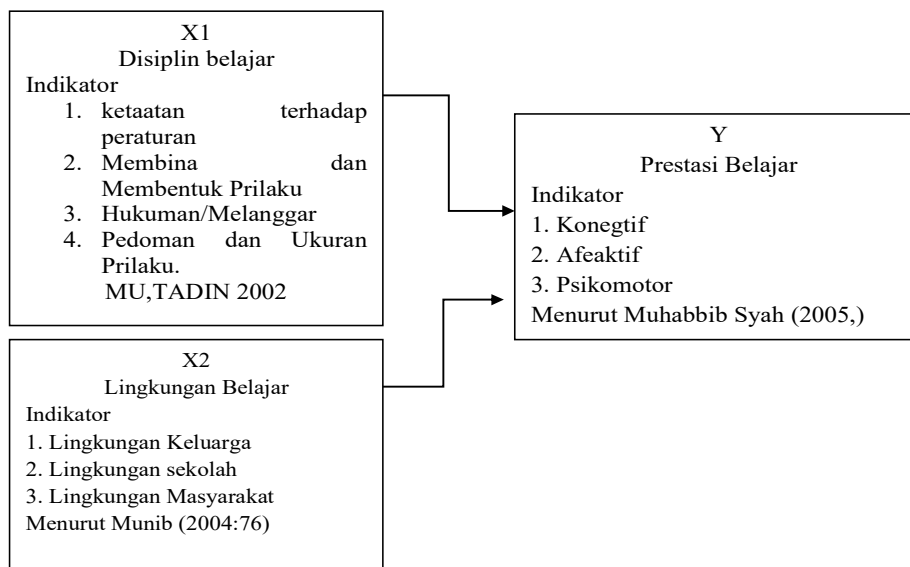 X1
Disiplin belajar
Indikator
1. ketaatan terhadap
peraturan
2. Membina dan
Membentuk Prilaku
3. Hukuman/Melanggar
4. Pedoman dan Ukuran
Prilaku.
MU,TADIN 2002
X2
Lingkungan Belajar
Indikator
1. Lingkungan Keluarga
2. Lingkungan sekolah
3. Lingkungan Masyarakat
Menurut Munib (2004:76)
Y
Prestasi Belajar
Indikator
1. Konegtif
2. Afeaktif
3. Psikomotor
Menurut Muhabbib Syah (2005,)